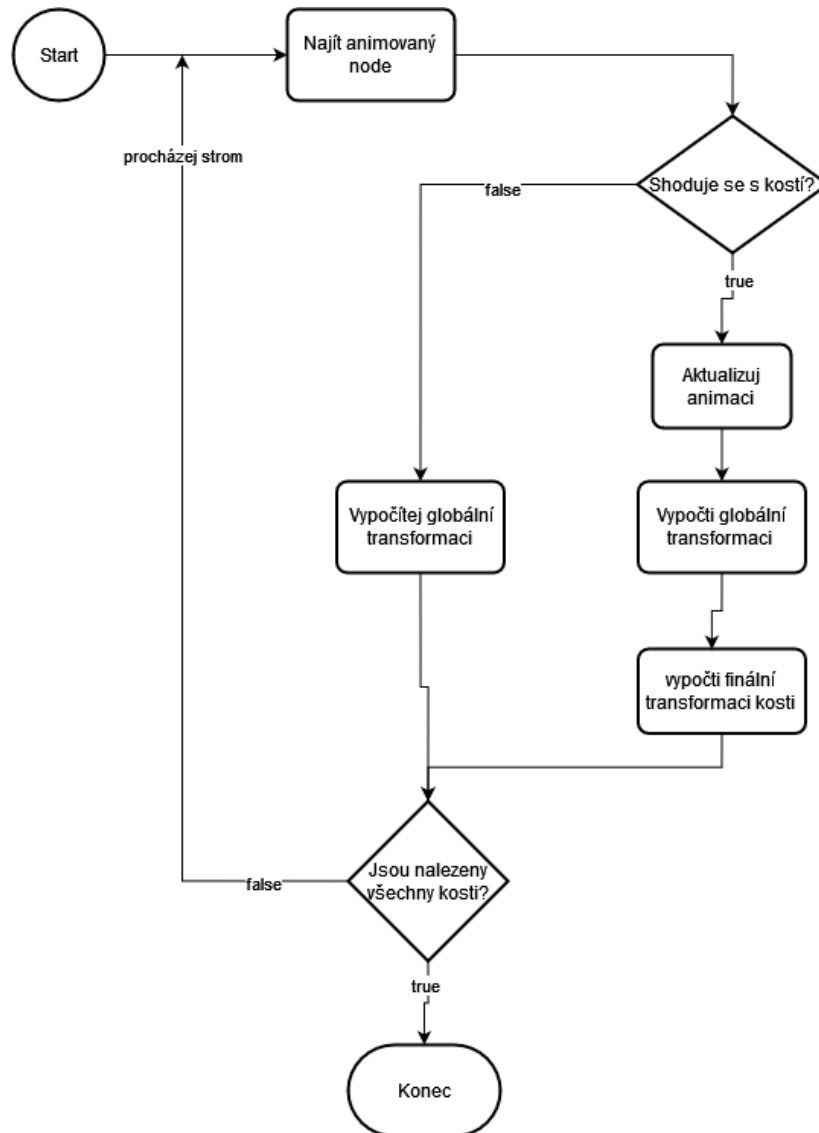 Start
Najít animovaný
node
procházej strom
Shoduje se s kostí?
false
true
Aktualizuj
animaci
Vypočítej globální
transformaci
Vypočti globální
transformaci
vypočti finální
transformaci kosti
Jsou nalezeny
všechny kosti?
false
true
Konec